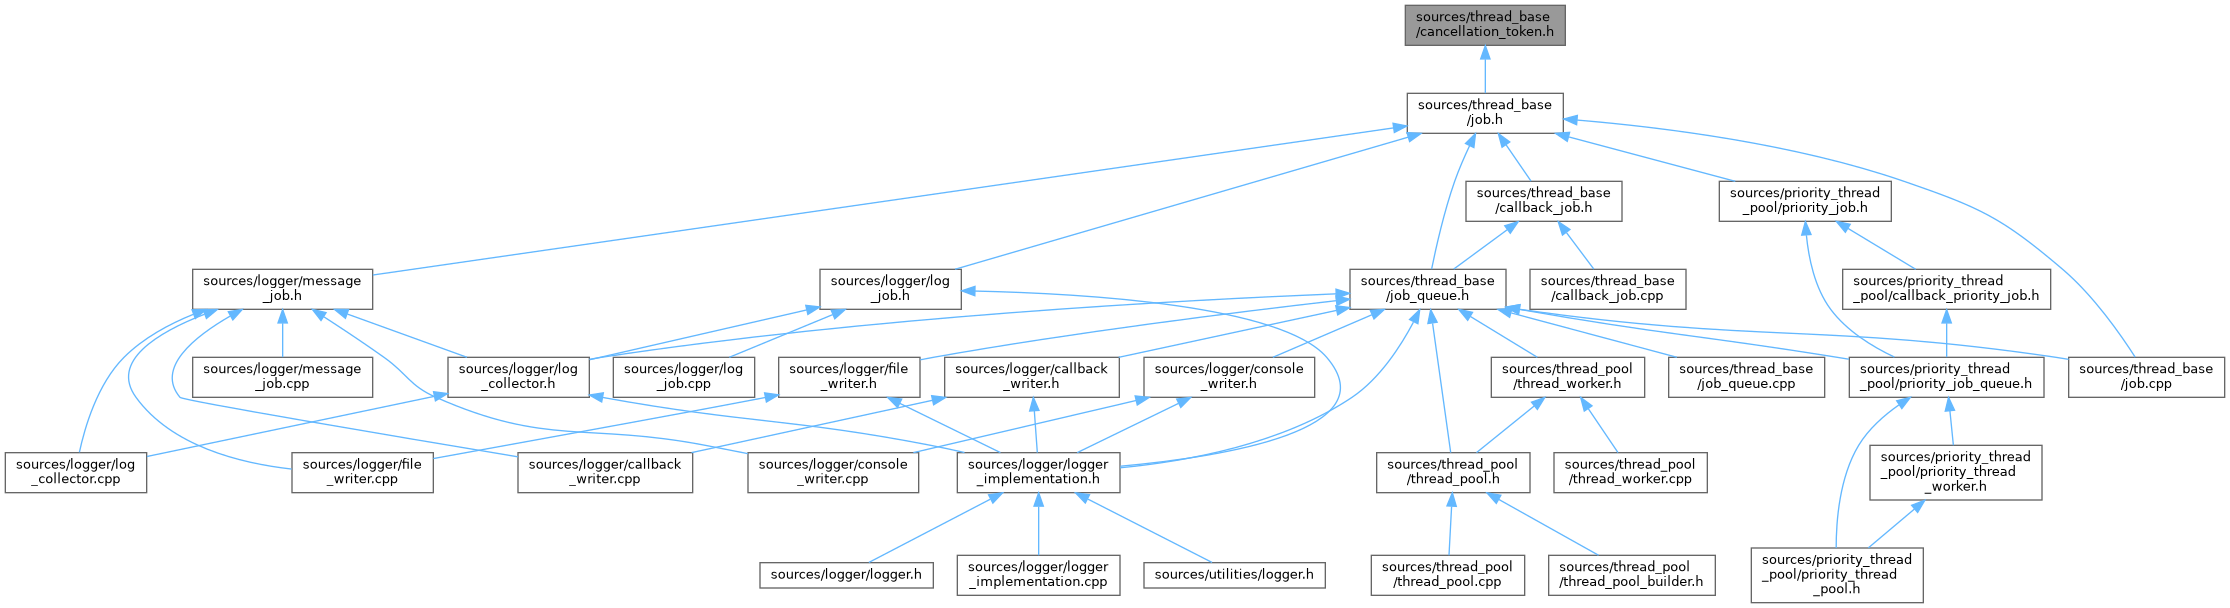 sources/thread_base
/cancellation_token.h
sources/thread_base
/job.h
sources/thread_base
/callback_job.h
sources/priority_thread
_pool/priority_job.h
sources/logger/message
_job.h
sources/logger/log
_job.h
sources/thread_base
/job_queue.h
sources/thread_base
/callback_job.cpp
sources/priority_thread
_pool/callback_priority_job.h
sources/logger/message
_job.cpp
sources/logger/log
_collector.h
sources/logger/log
_job.cpp
sources/logger/file
_writer.h
sources/logger/callback
_writer.h
sources/logger/console
_writer.h
sources/thread_pool
/thread_worker.h
sources/thread_base
/job_queue.cpp
sources/priority_thread
_pool/priority_job_queue.h
sources/thread_base
/job.cpp
sources/logger/log
_collector.cpp
sources/logger/file
_writer.cpp
sources/logger/callback
_writer.cpp
sources/logger/console
_writer.cpp
sources/logger/logger
_implementation.h
sources/thread_pool
/thread_pool.h
sources/thread_pool
/thread_worker.cpp
sources/priority_thread
_pool/priority_thread
_worker.h
sources/logger/logger.h
sources/logger/logger
_implementation.cpp
sources/utilities/logger.h
sources/thread_pool
/thread_pool.cpp
sources/thread_pool
/thread_pool_builder.h
sources/priority_thread
_pool/priority_thread
_pool.h